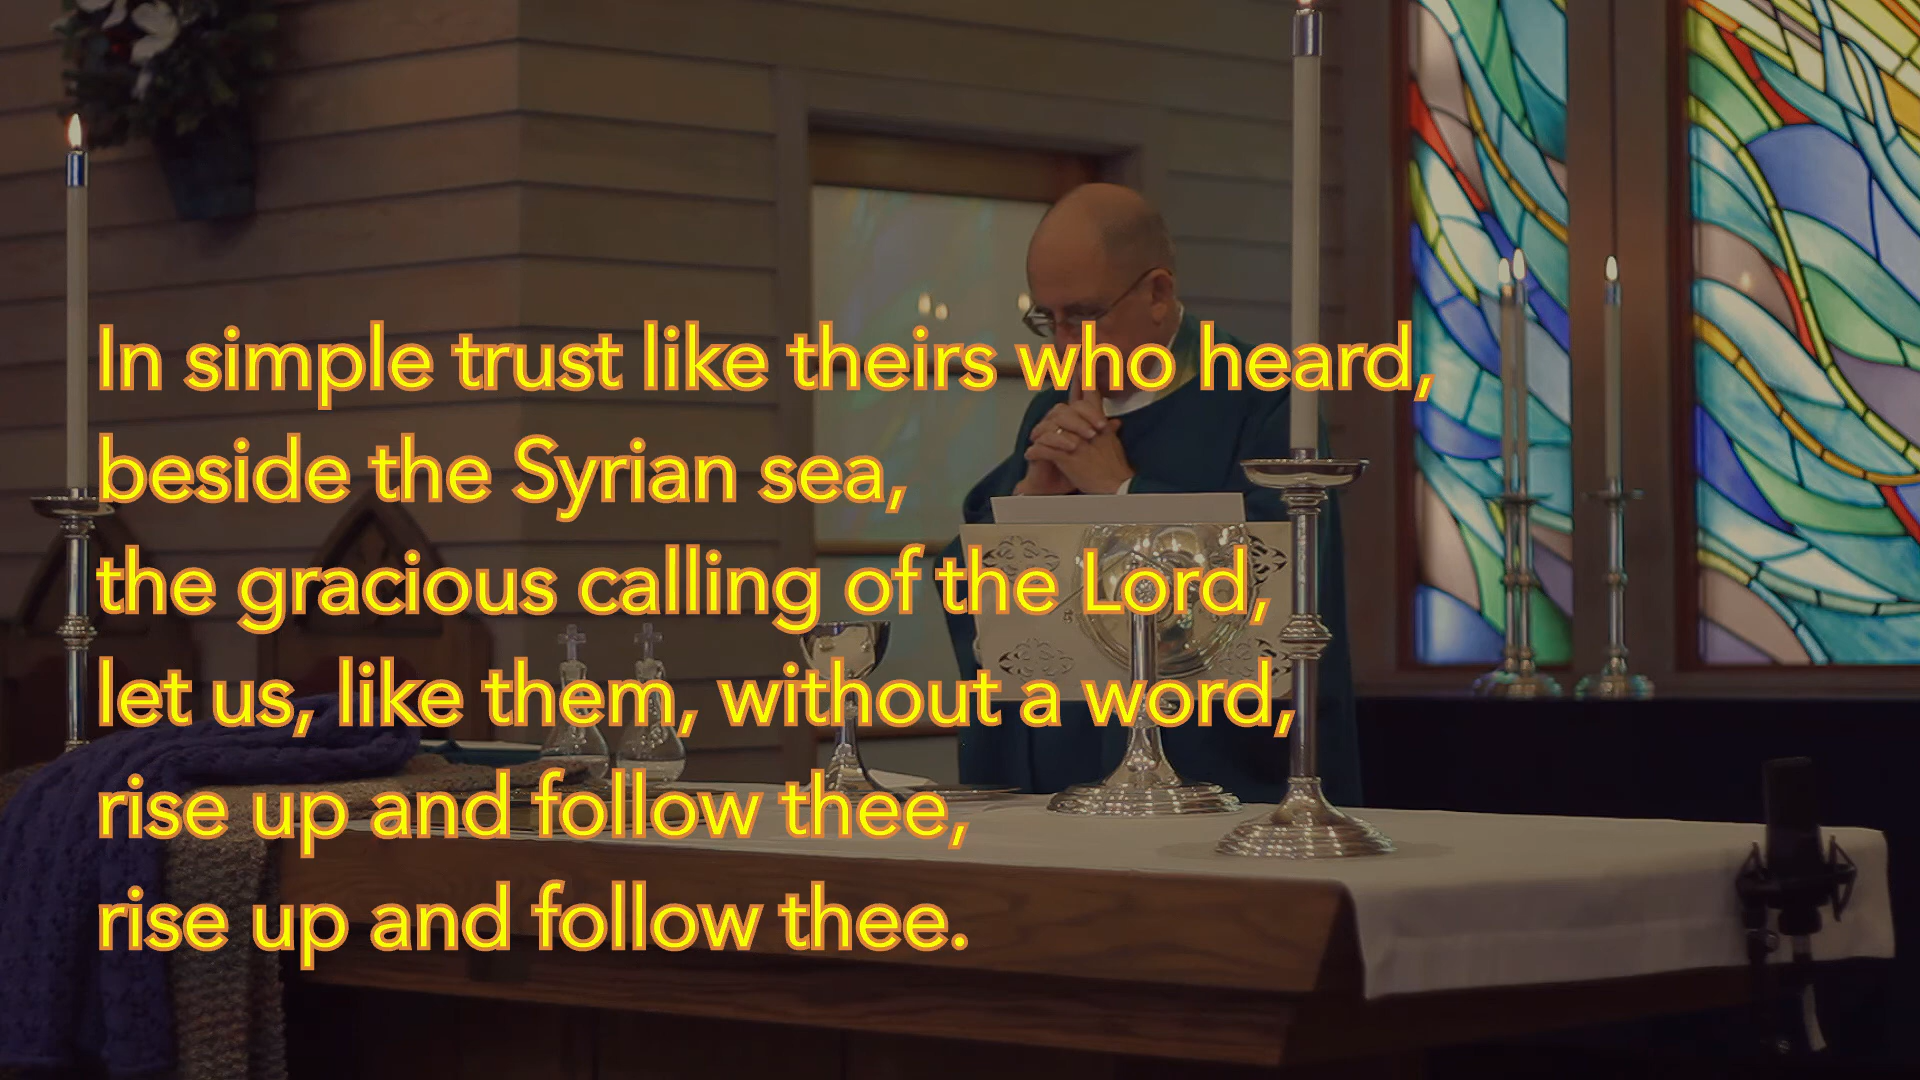 In simple trust like theirs who heard,
beside the Syrian sea,
the gracious calling of the Lord,
let us, like them, without a word,
rise up and follow thee,
rise up and follow thee.